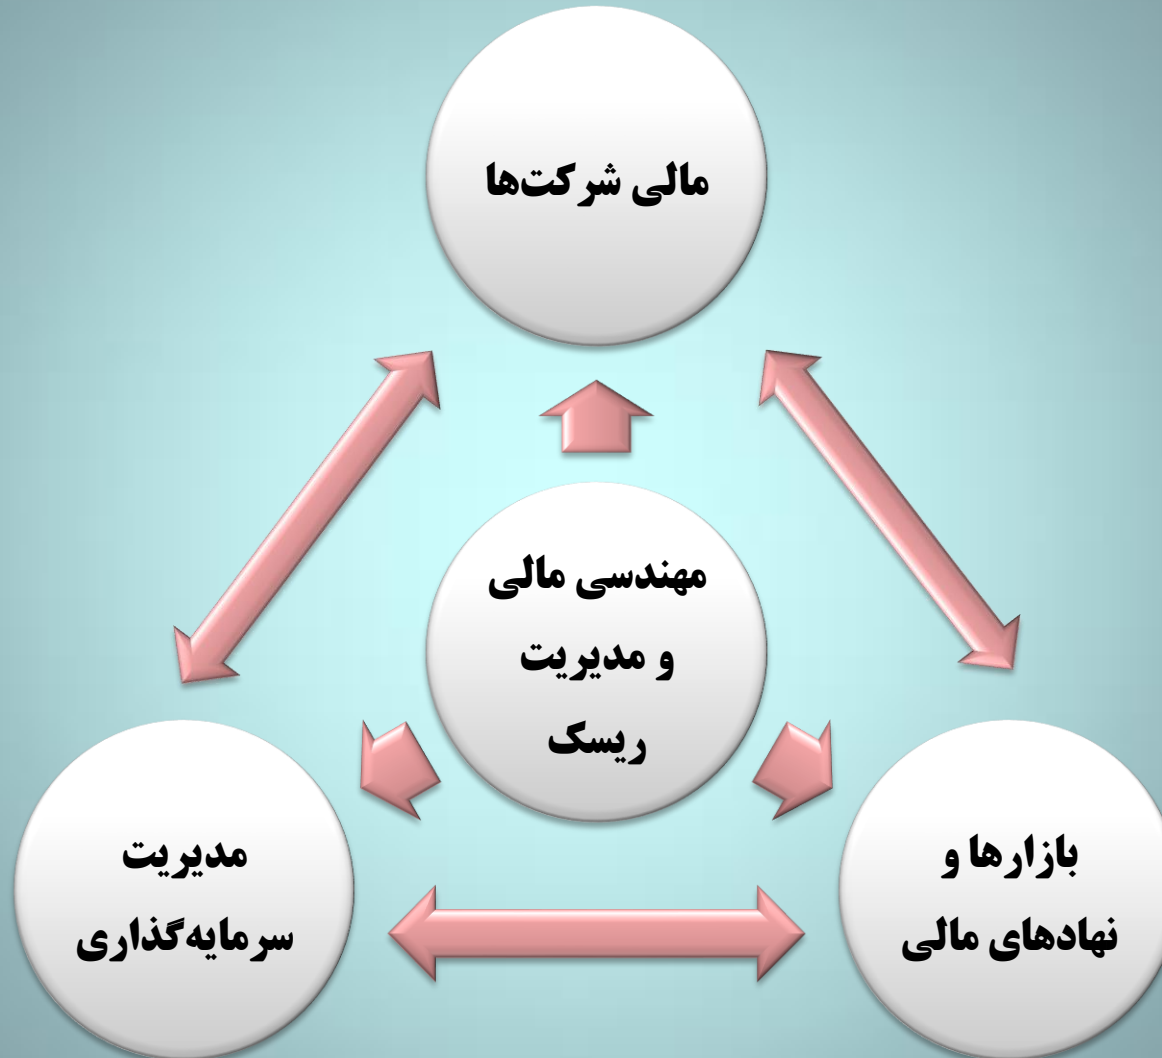 مالی شرکت‌ها
مهندسی مالی
و مدیریت
ریسک
بازارها و
نهادهای مالی
مدیریت
سرمایه‌گذاری